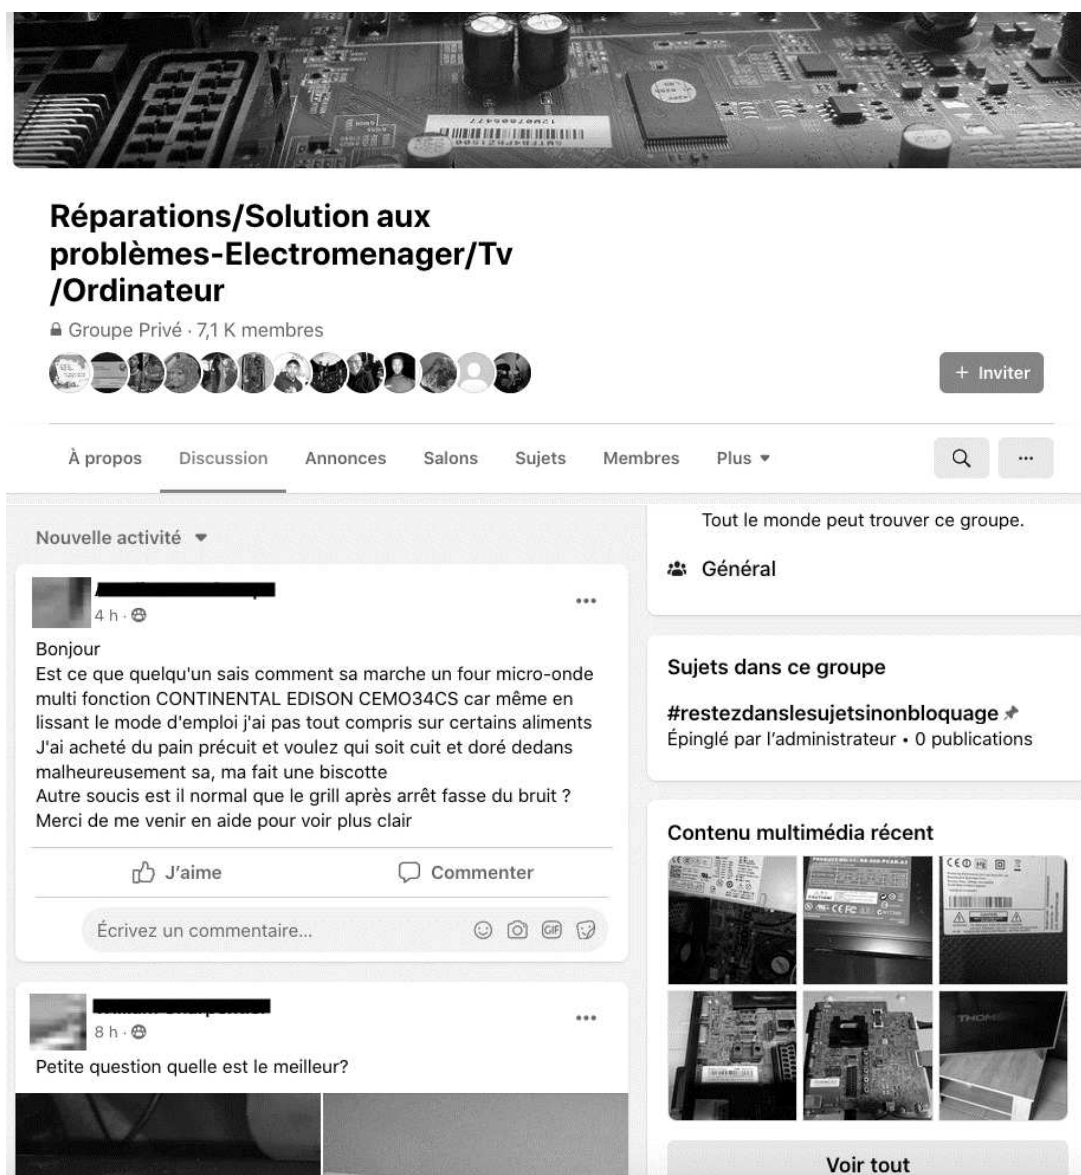 Réparations/Solution aux
problèmes-Electromenager/Tv
/Ordinateur
Groupe Privé · 7,1 K membres
+ Inviter
À propos Discussion Annonces Salons Sujets Membres Plus
Nouvelle activité
4 h ·
Bonjour
Est ce que quelqu'un sais comment sa marche un four micro-onde
multi fonction CONTINENTAL EDISON CEMO34CS car même en
lissant le mode d'emploi j'ai pas tout compris sur certains aliments
J'ai acheté du pain précuit et voulez qui soit cuit et doré dedans
malheureusement sa, ma fait une biscotte
Autre soucis est il normal que le grill après arrêt fasse du bruit ?
Merci de me venir en aide pour voir plus clair
J'aime Commenter
Écrivez un commentaire...
GIF
8 h ·
Petite question quelle est le meilleur?
Tout le monde peut trouver ce groupe.
Général
Sujets dans ce groupe
#restezdanslesujetsinonbloquage
Épinglé par l'administrateur • 0 publications
Contenu multimédia récent
Voir tout